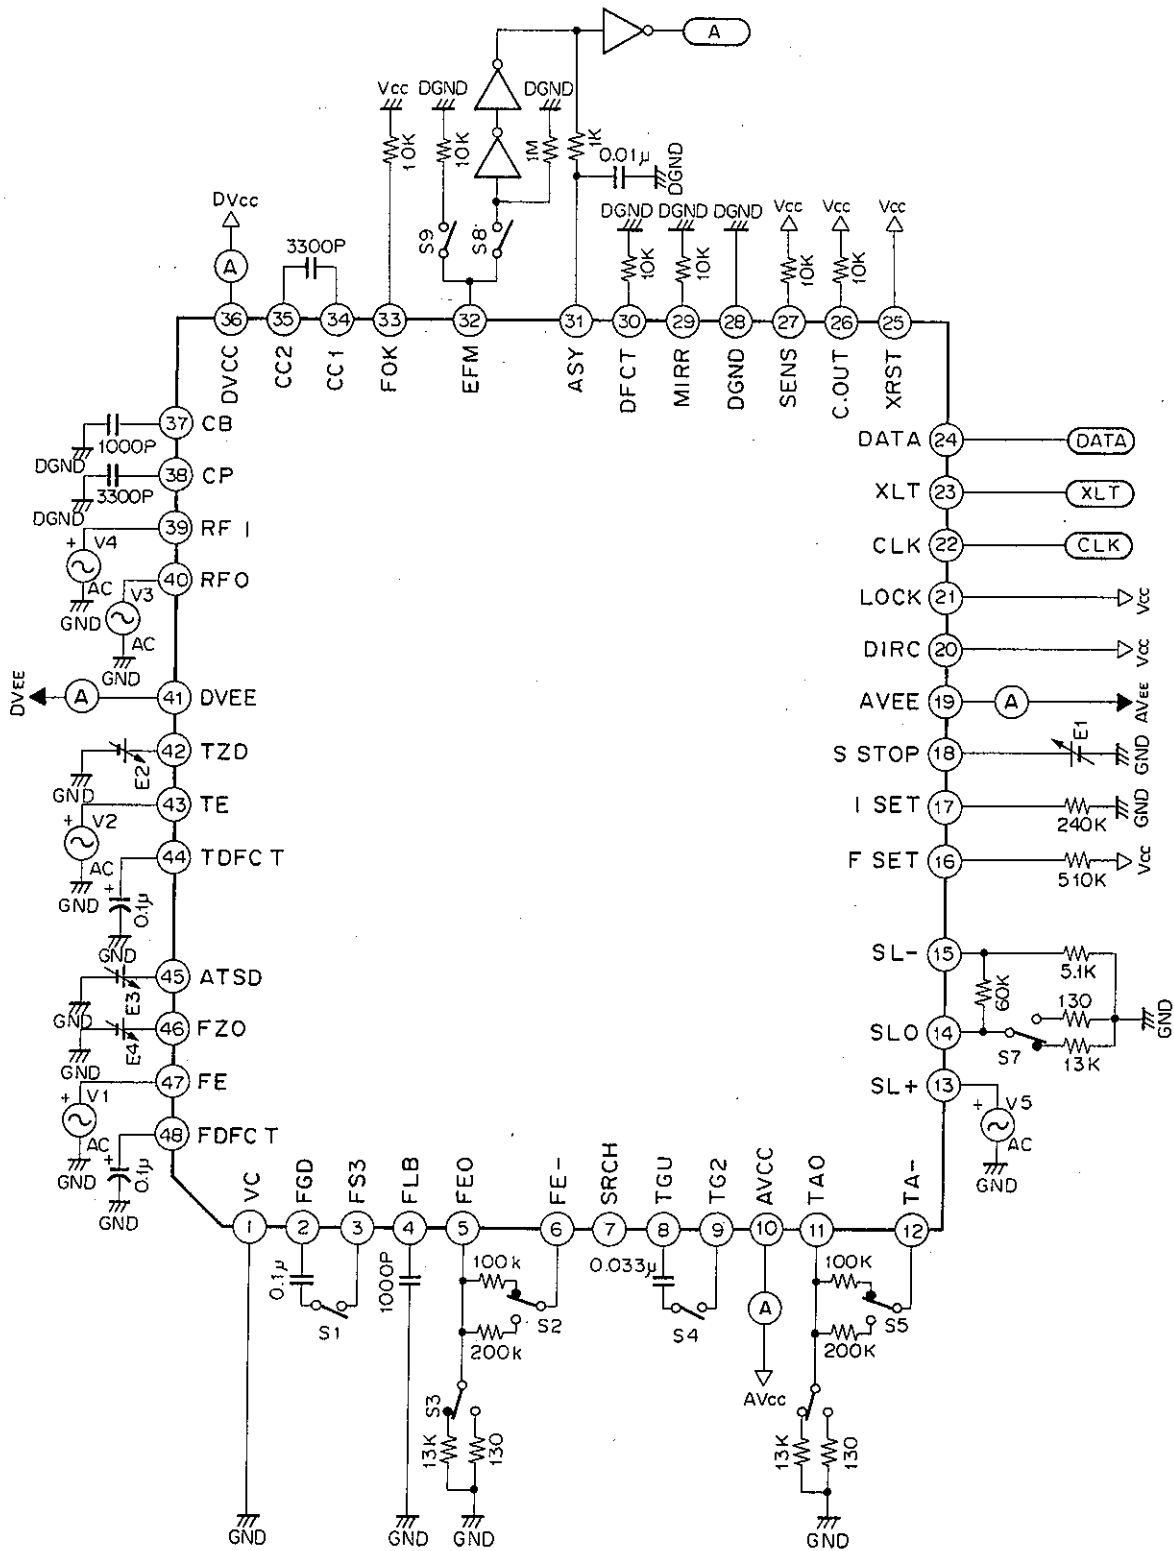 A
Vcc
DGND
DGND
10K
10K
1M
1K
0.01μ
DGND
DVcc
A
3300P
S9
S8
DGND
DGND
DGND
Vcc
Vcc
Vcc
10K
10K
10K
10K
36
35
34
33
32
31
30
29
28
27
26
25
DVCC
CC2
CC1
FOK
EFM
ASY
DFCT
MIRR
DGND
SENS
C.OUT
XRST
37
CB
1000P
DGND
38
CP
3300P
DGND
39
RF I
+
V4
AC
GND
40
RFO
V3
AC
GND
DVEE
A
41
DVEE
42
TZD
E2
GND
43
TE
+
V2
AC
GND
44
TDFCT
+
0.1μ
GND
45
ATSD
E3
GND
46
FZO
E4
GND
47
FE
+
V1
AC
GND
48
FDFCT
+
0.1μ
GND
DATA
24
DATA
XLT
23
XLT
CLK
22
CLK
LOCK
21
Vcc
DIRC
20
Vcc
AVEE
19
A
AVEE
S STOP
18
E1
GND
I SET
17
240K
GND
F SET
16
510K
Vcc
SL-
15
5.1K
60K
130
SLO
14
S7
13K
GND
SL+
13
+
V5
AC
GND
VC
FGD
FS3
FLB
FEO
FE-
SRCH
TGU
TG2
AVCC
TAO
TA-
1
2
3
4
5
6
7
8
9
10
11
12
0.1μ
S1
1000P
100k
S2
200k
S3
13K
130
0.033μ
S4
A
AVcc
100K
S5
200K
13K
130
GND
GND
GND
GND